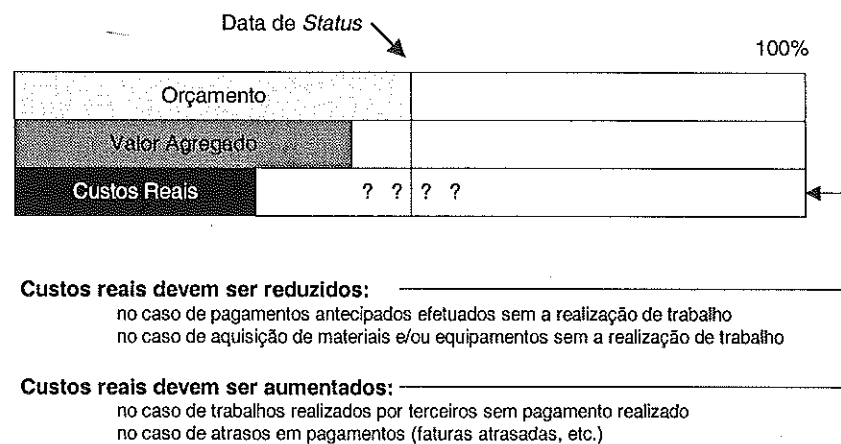 Data de Status
100%
Orçamento
Valor Agregado
Custos Reais ? ? ? ?
Custos reais devem ser reduzidos:
no caso de pagamentos antecipados efetuados sem a realização de trabalho
no caso de aquisição de materiais e/ou equipamentos sem a realização de trabalho
Custos reais devem ser aumentados:
no caso de trabalhos realizados por terceiros sem pagamento realizado
no caso de atrasos em pagamentos (faturas atrasadas, etc.)